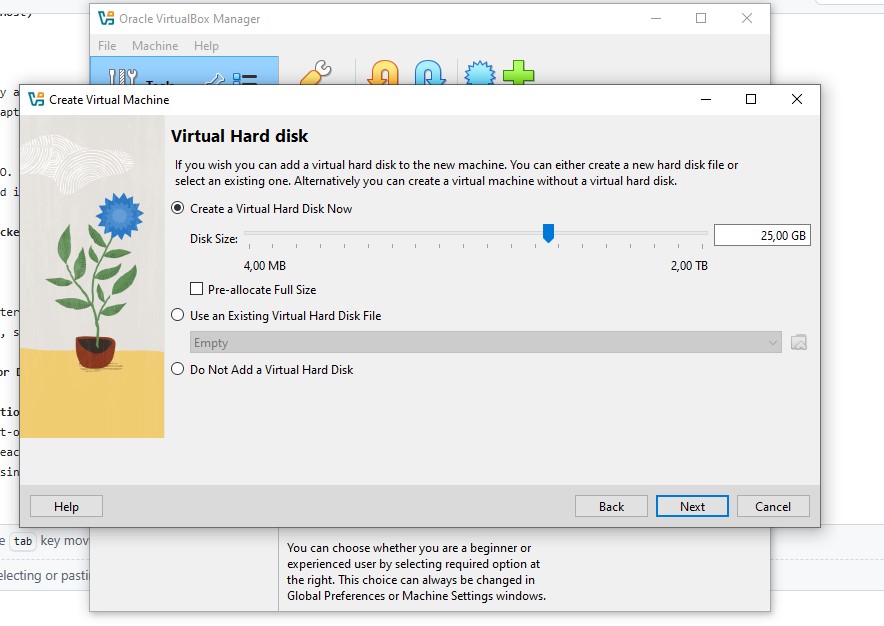 Oracle VirtualBox Manager
File Machine Help
Create Virtual Machine
Virtual Hard disk
If you wish you can add a virtual hard disk to the new machine. You can either create a new hard disk file or
select an existing one. Alternatively you can create a virtual machine without a virtual hard disk.
Create a Virtual Hard Disk Now
Disk Size:
25,00 GB
4,00 MB
2,00 TB
Pre-allocate Full Size
Use an Existing Virtual Hard Disk File
Empty
Do Not Add a Virtual Hard Disk
Help
Back
Next
Cancel
tab key mov
electing or pasti
You can choose whether you are a beginner or
experienced user by selecting required option at
the right. This choice can always be changed in
Global Preferences or Machine Settings windows.